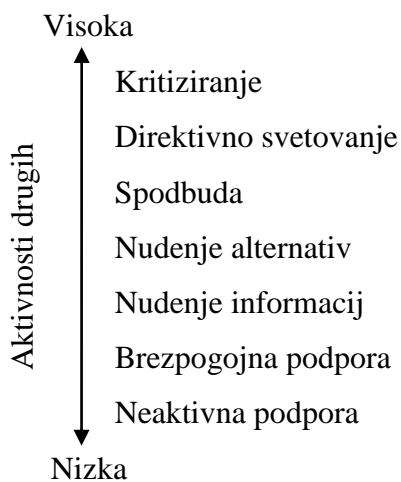 Visoka
Kritiziranje
Direktivno svetovanje
Spodbuda
Nudenje alternativ
Nudenje informacij
Brezpogojna podpora
Neaktivna podpora
Nizka
Aktivnosti drugih